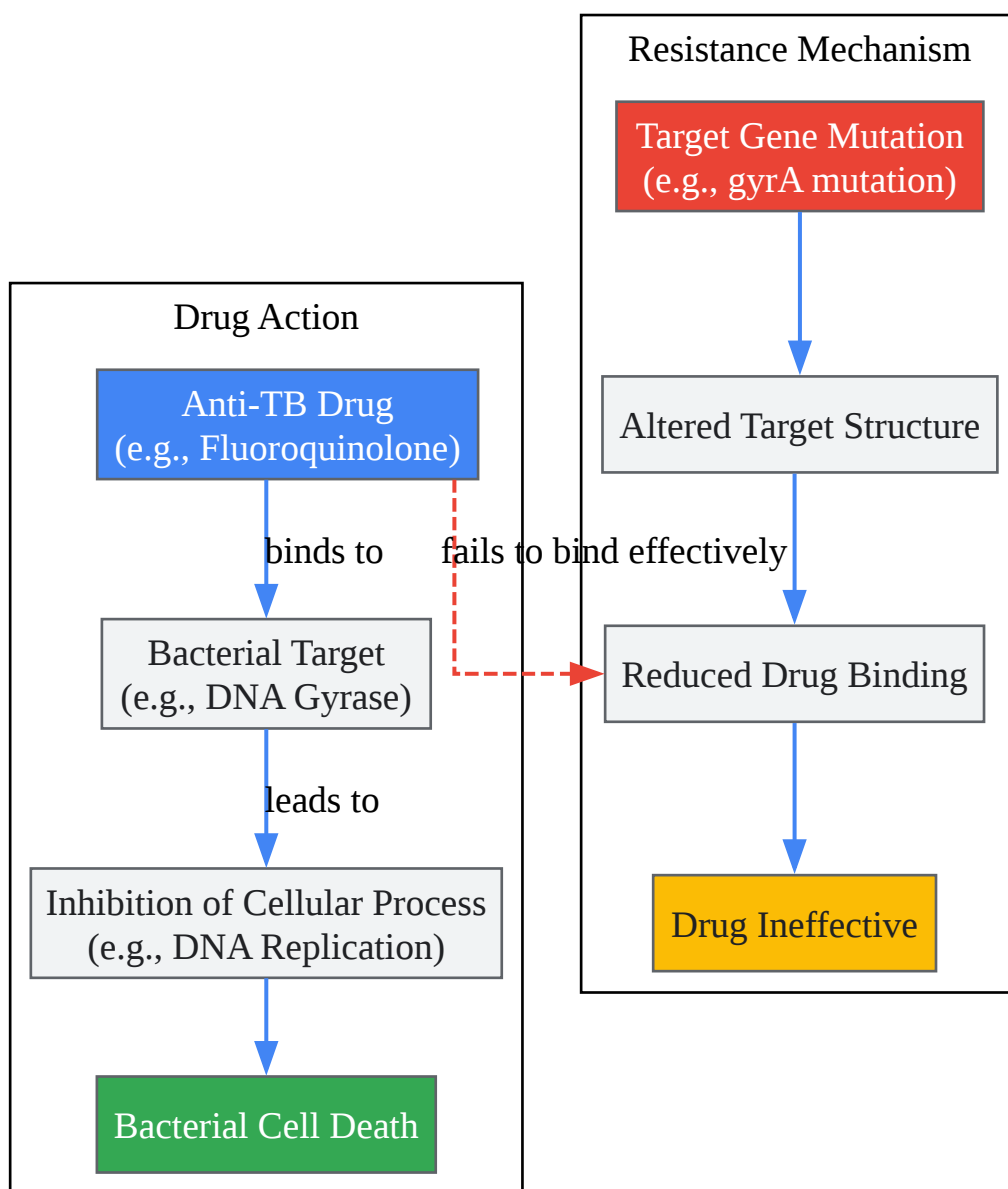 Drug Action
Anti-TB Drug
(e.g., Fluoroquinolone)
binds to
Bacterial Target
(e.g., DNA Gyrase)
leads to
Inhibition of Cellular Process
(e.g., DNA Replication)
Bacterial Cell Death
fails to bind effectively
Resistance Mechanism
Target Gene Mutation
(e.g., gyrA mutation)
Altered Target Structure
Reduced Drug Binding
Drug Ineffective